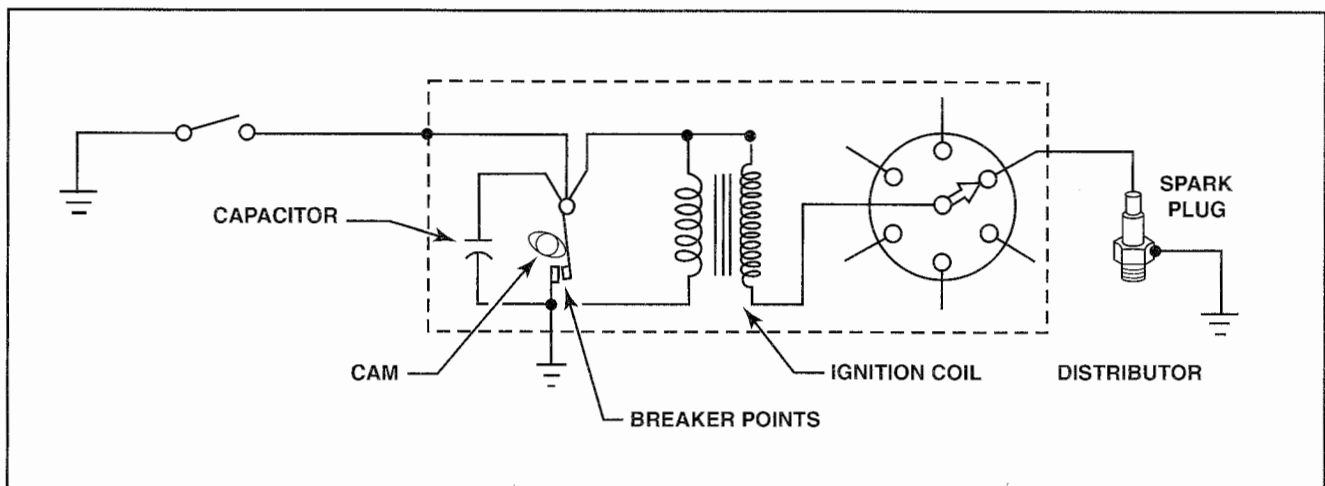 SPARK
PLUG
CAPACITOR
CAM
IGNITION COIL
DISTRIBUTOR
BREAKER POINTS